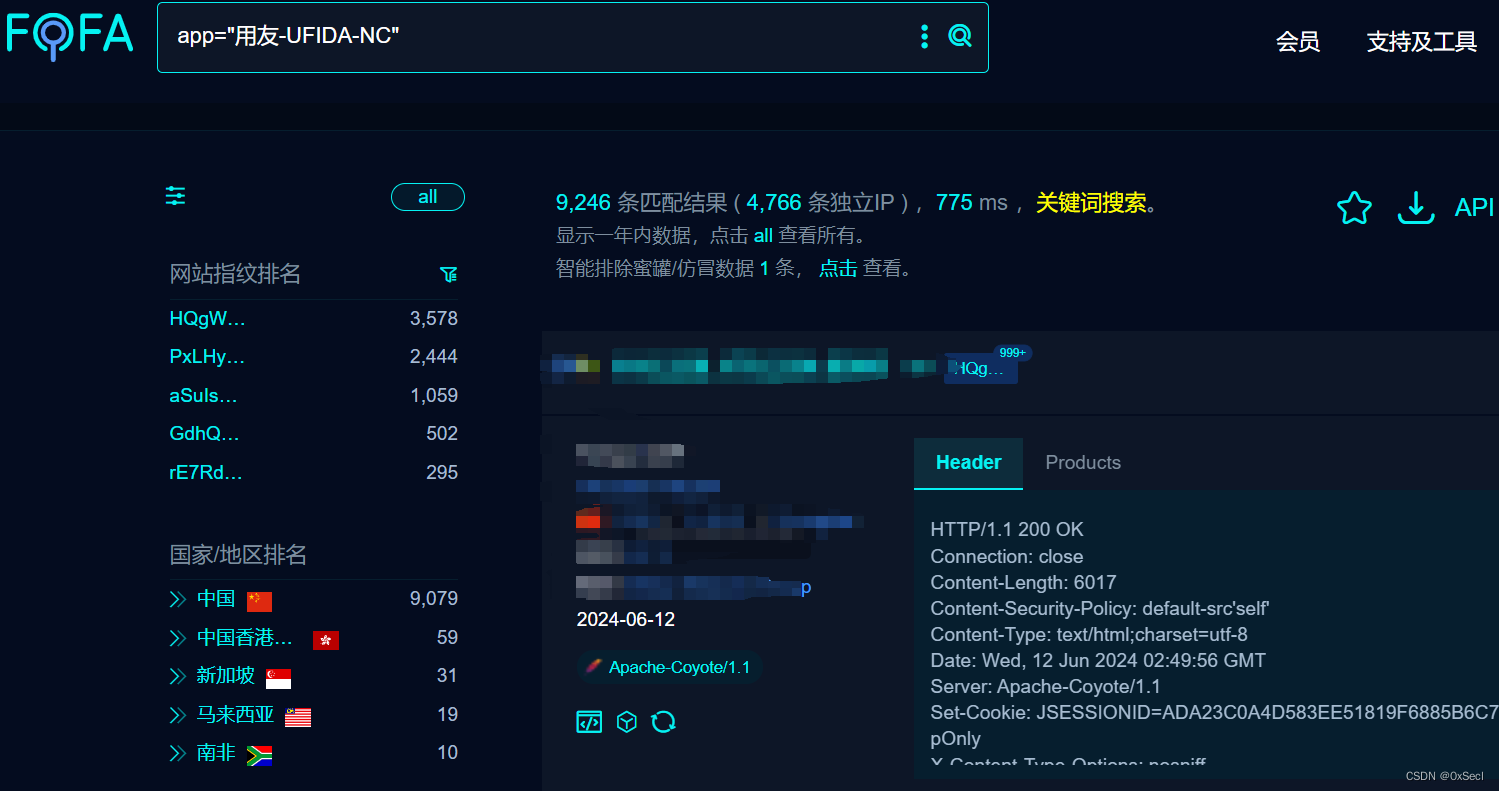 FOFA
app="用友-UFIDA-NC"
会员
支持及工具
all
9,246 条匹配结果 ( 4,766 条独立IP ) ，775 ms ，关键词搜索。
显示一年内数据，点击 all 查看所有。
智能排除蜜罐/仿冒数据 1 条， 点击 查看。
API
网站指纹排名
HQgW… 3,578
PxLHy… 2,444
aSuIs… 1,059
GdhQ… 502
rE7Rd… 295
国家/地区排名
中国 9,079
中国香港… 59
新加坡 31
马来西亚 19
南非 10
HQg…
999+
p
2024-06-12
Apache-Coyote/1.1
Header
Products
HTTP/1.1 200 OK
Connection: close
Content-Length: 6017
Content-Security-Policy: default-src'self'
Content-Type: text/html;charset=utf-8
Date: Wed, 12 Jun 2024 02:49:56 GMT
Server: Apache-Coyote/1.1
Set-Cookie: JSESSIONID=ADA23C0A4D583EE51819F6885B6C7
pOnly
X-Content-Type-Options: nosniff
CSDN @0xSecl